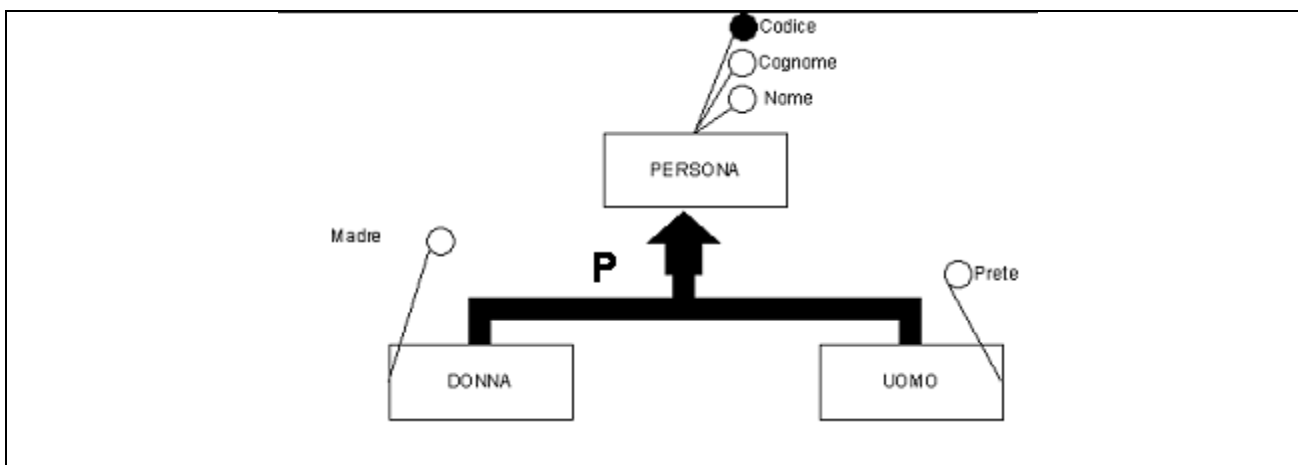 Codice
Cognome
Nome
PERSONA
Madre
P
Prete
DONNA
UOMO